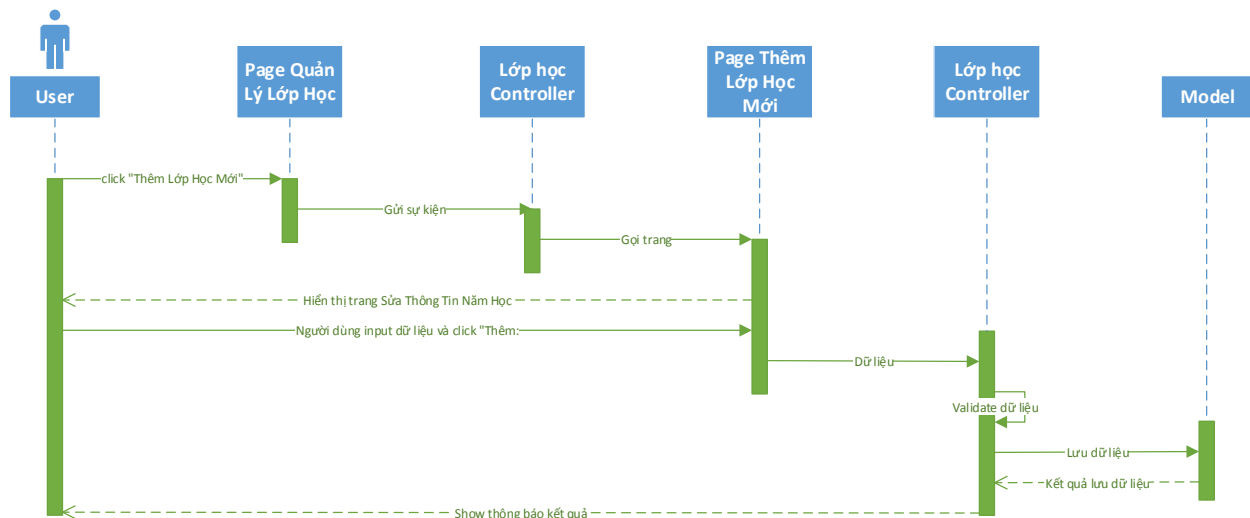 User
Page Quản
Lý Lớp Học
Lớp học
Controller
Page Thêm
Lớp Học
Mới
Lớp học
Controller
Model
click "Thêm Lớp Học Mới"
Gửi sự kiện
Gọi trang
Hiển thị trang Sửa Thông Tin Năm Học
Người dùng input dữ liệu và click "Thêm:
Dữ liệu
Validate dữ liệu
Lưu dữ liệu
Kết quả lưu dữ liệu
Show thông báo kết quả